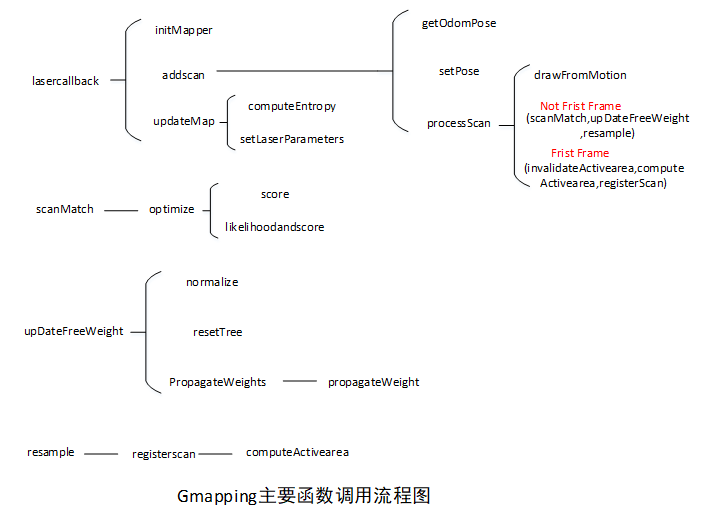 lasercallback
initMapper
addscan
updateMap
computeEntropy
setLaserParameters
getOdomPose
setPose
processScan
drawFromMotion
Not Frist Frame
(scanMatch,upDateFreeWeight
,resample)
Frist Frame
(invalidateActivearea,compute
Activearea,registerScan)
scanMatch
optimize
score
likelihoodandscore
upDateFreeWeight
normalize
resetTree
PropagateWeights
propagateWeight
resample
registerscan
computeActivearea
Gmapping主要函数调用流程图